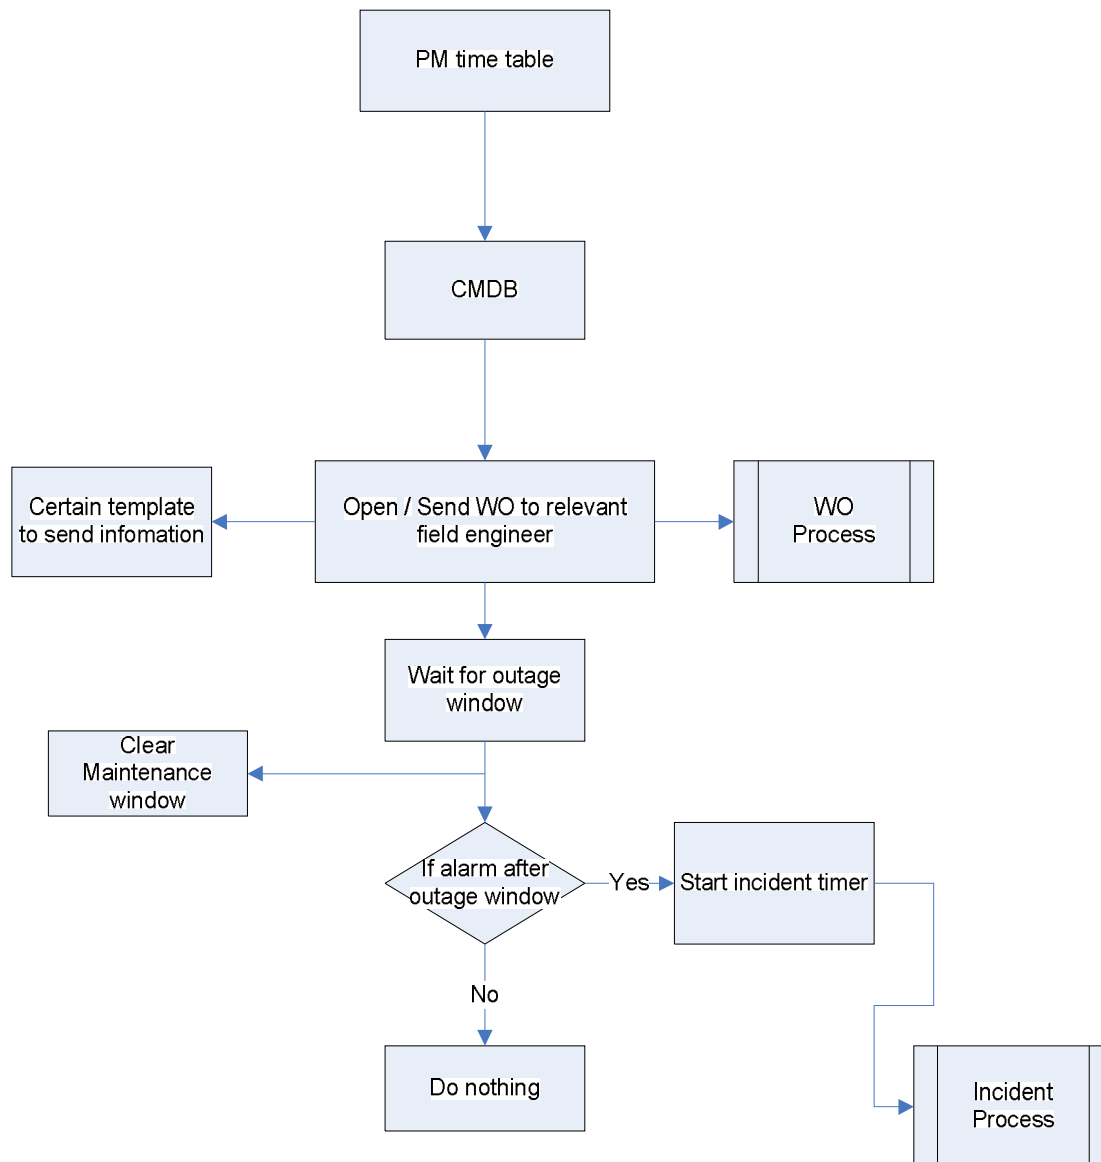 PM time table
CMDB
Certain template
to send infomation
Open / Send WO to relevant
field engineer
WO
Process
Wait for outage
window
Clear
Maintenance
window
If alarm after
outage window
Yes
Start incident timer
No
Do nothing
Incident
Process